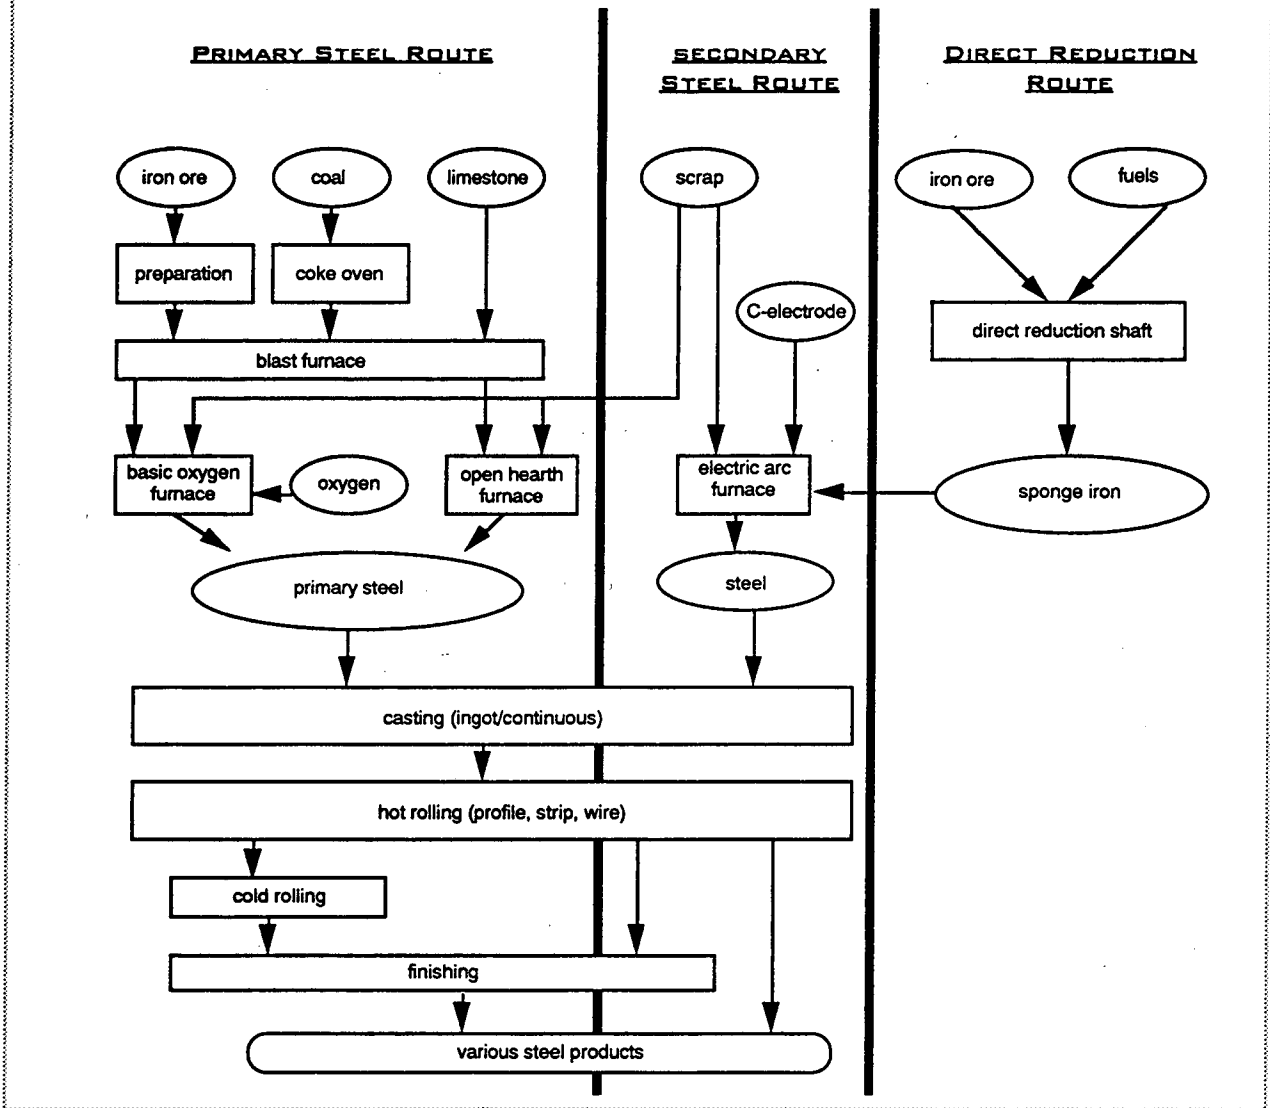 PRIMARY STEEL ROUTE
SECONDARY
STEEL ROUTE
DIRECT REDUCTION
ROUTE
iron ore
coal
limestone
scrap
iron ore
fuels
preparation
coke oven
C-electrode
direct reduction shaft
blast furnace
basic oxygen
furnace
oxygen
open hearth
furnace
electric arc
furnace
sponge iron
primary steel
steel
casting (ingot/continuous)
hot rolling (profile, strip, wire)
cold rolling
finishing
various steel products